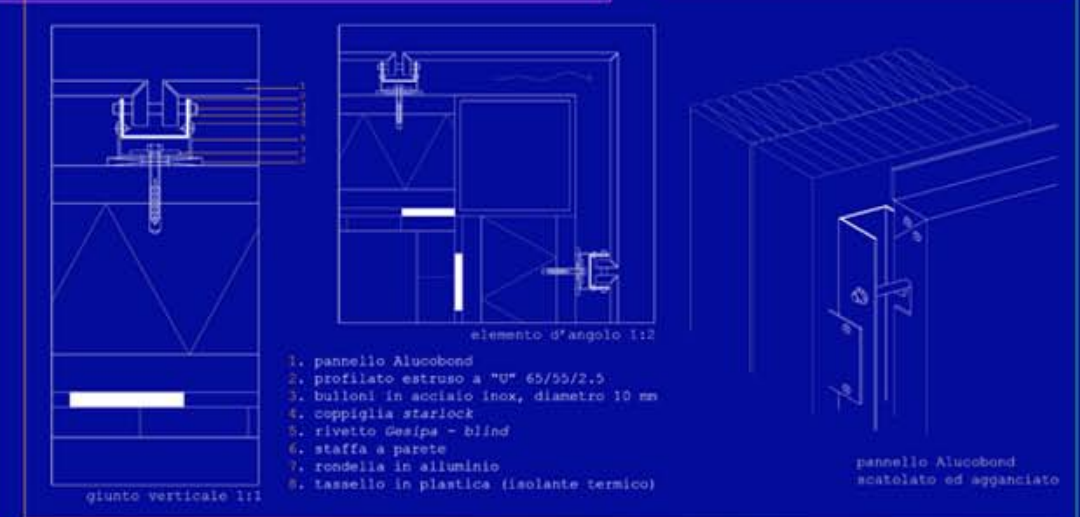 elemento d'angolo 1:2
1. pannello Alucobond
2. profilato estruso a "U" 65/55/2.5
3. bulloni in acciaio inox, diametro 10 mm
4. coppiglia starlock
5. rivetto Gesipa - blind
6. staffa a parete
7. rondella in alluminio
8. tassello in plastica (isolante termico)
giunto verticale 1:1
pannello Alucobond
scatolato ed agganciato